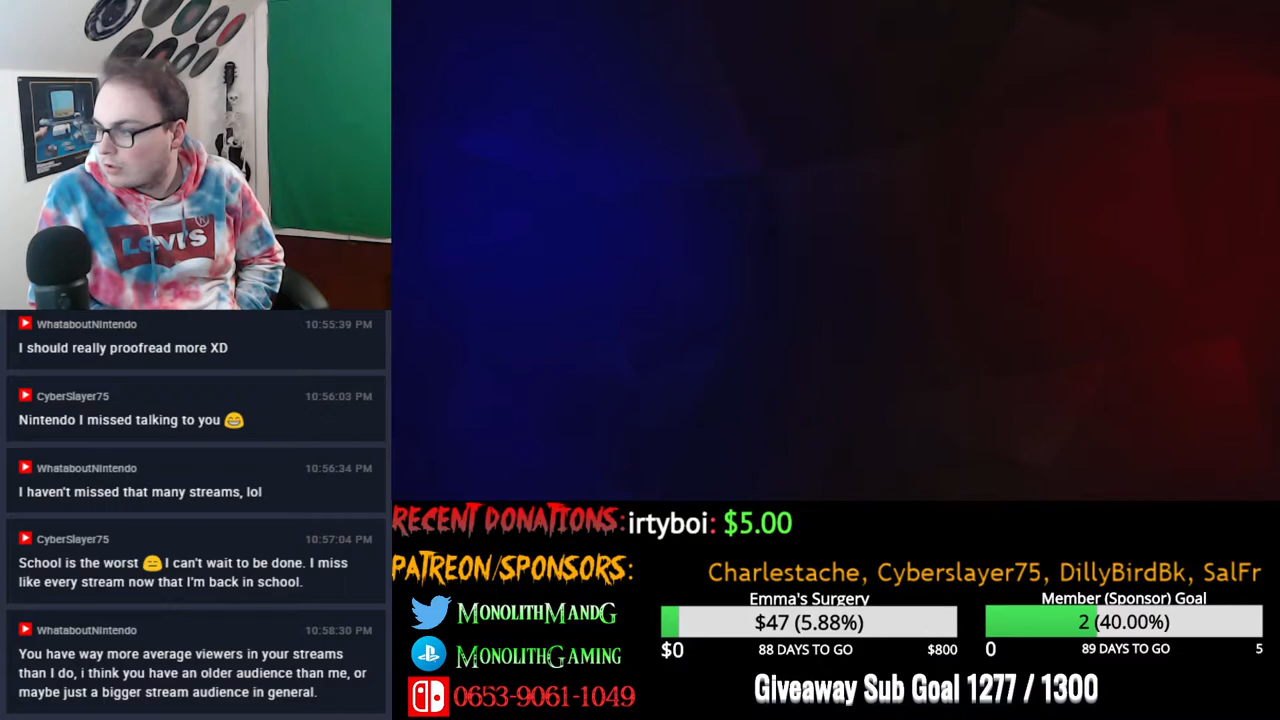 LEVI'S ®
WhataboutNintendo 10:55:39 PM
I should really proofread more XD
CyberSlayer75 10:56:03 PM
Nintendo I missed talking to you 😂
WhataboutNintendo 10:56:34 PM
I haven't missed that many streams, lol
CyberSlayer75 10:57:04 PM
School is the worst 😑 I can't wait to be done. I miss
like every stream now that I'm back in school.
WhataboutNintendo 10:58:30 PM
You have way more average viewers in your streams
than I do, i think you have an older audience than me, or
maybe just a bigger stream audience in general.
RECENT DONATIONS: irtyboi: $5.00
PATREON/SPONSORS: Charlestache, Cyberslayer75, DillyBirdBk, SalFr
MonolithMandG
MonolithGaming
0653-9061-1049
Emma's Surgery
$47 (5.88%)
$0 88 DAYS TO GO $800
Member (Sponsor) Goal
2 (40.00%)
0 89 DAYS TO GO 5
Giveaway Sub Goal 1277 / 1300